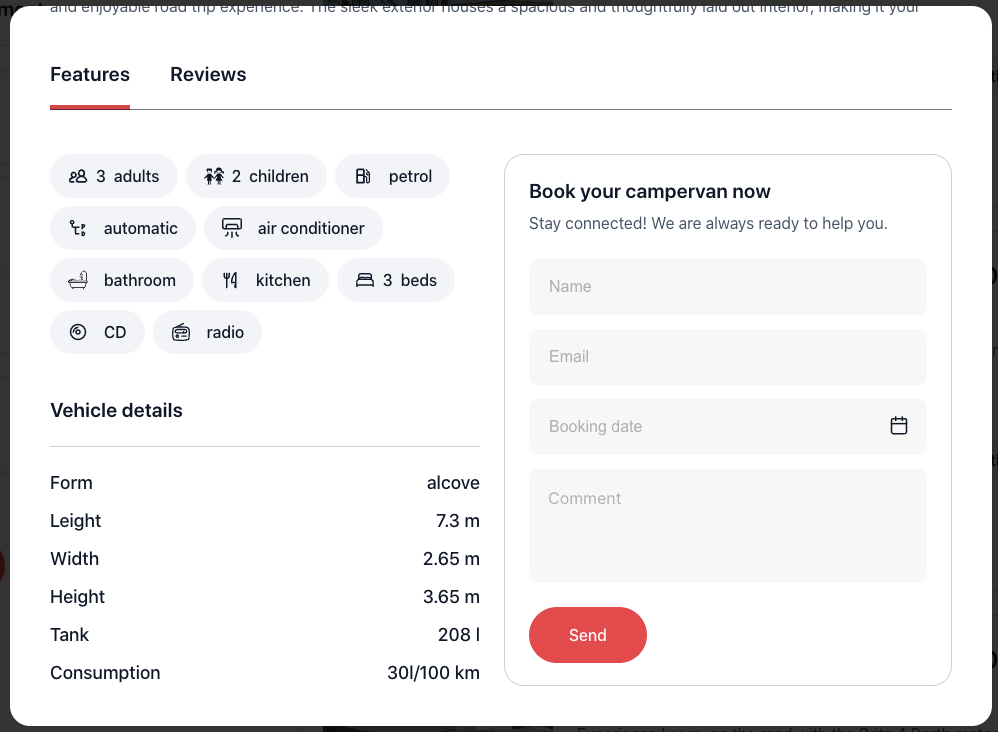 and enjoyable road trip experience. The sleek exterior houses a spacious and thoughtfully laid out interior, making it your
Features
Reviews
3 adults
2 children
petrol
automatic
air conditioner
bathroom
kitchen
3 beds
CD
radio
Vehicle details
Form alcove
Leight 7.3 m
Width 2.65 m
Height 3.65 m
Tank 208 l
Consumption 30l/100 km
Book your campervan now
Stay connected! We are always ready to help you.
Name
Email
Booking date
Comment
Send